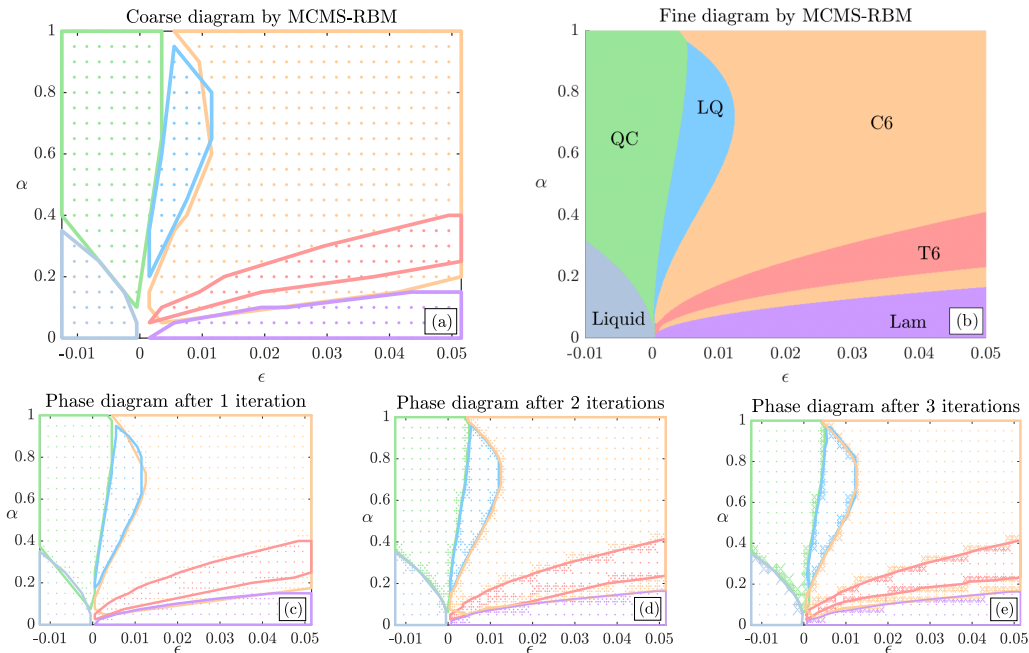 Coarse diagram by MCMS-RBM
1
0.8
0.6
α
0.4
0.2
0
(a)
-0.01 0 0.01 0.02 0.03 0.04 0.05
ϵ
Fine diagram by MCMS-RBM
1
0.8
0.6
α
0.4
0.2
0
QC
LQ
C6
T6
Liquid
Lam
(b)
-0.01 0 0.01 0.02 0.03 0.04 0.05
ϵ
Phase diagram after 1 iteration
1
0.8
0.6
α
0.4
0.2
0
(c)
-0.01 0 0.01 0.02 0.03 0.04 0.05
ϵ
Phase diagram after 2 iterations
1
0.8
0.6
α
0.4
0.2
0
(d)
-0.01 0 0.01 0.02 0.03 0.04 0.05
ϵ
Phase diagram after 3 iterations
1
0.8
0.6
α
0.4
0.2
0
(e)
-0.01 0 0.01 0.02 0.03 0.04 0.05
ϵ